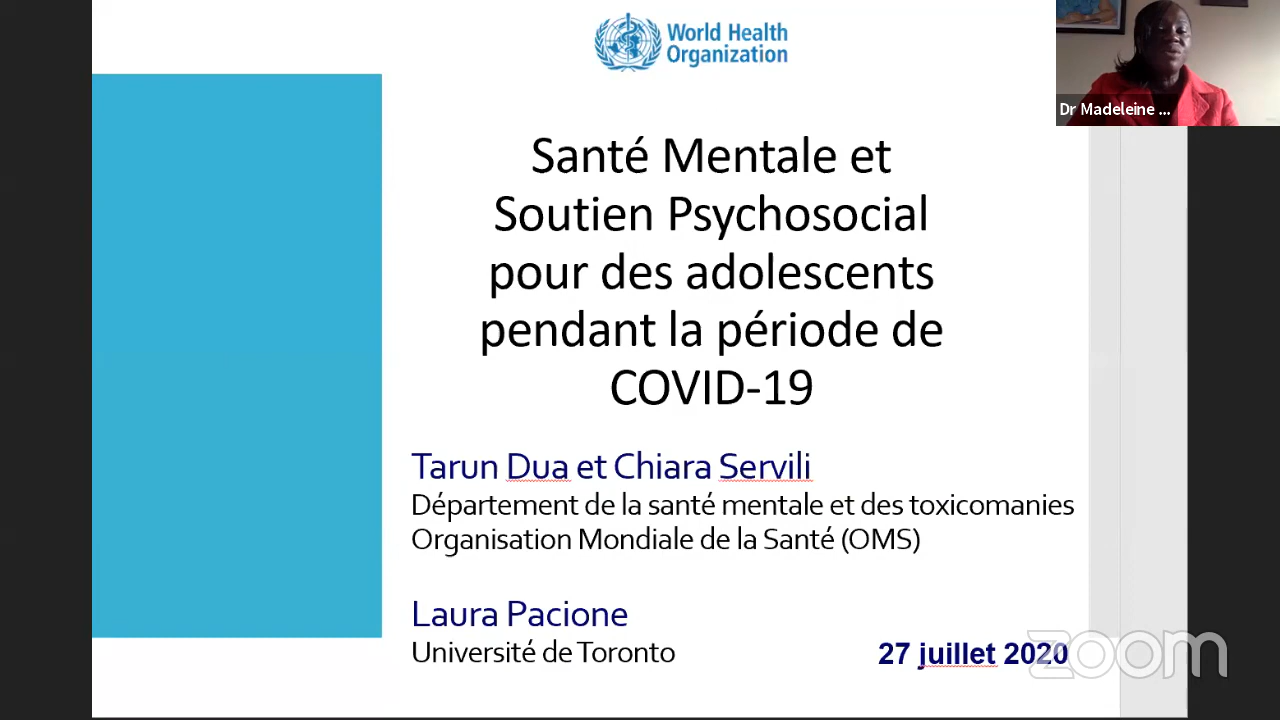 World Health
Organization
Dr Madeleine ...
Santé Mentale et
Soutien Psychosocial
pour des adolescents
pendant la période de
COVID-19
Tarun Dua et Chiara Servili
Département de la santé mentale et des toxicomanies
Organisation Mondiale de la Santé (OMS)
Laura Pacione
Université de Toronto
27 juillet 2020
zoom